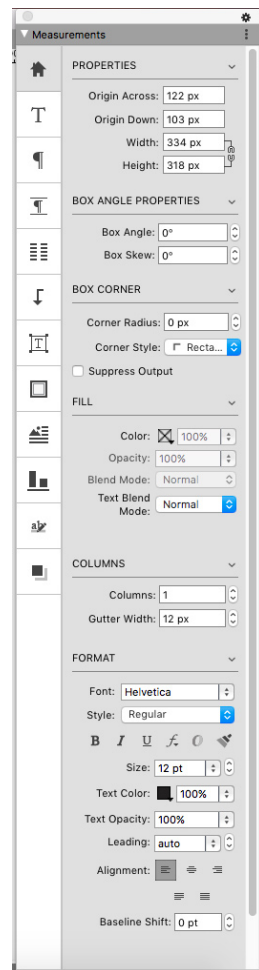 Measurements
PROPERTIES
Origin Across: 122 px
Origin Down: 103 px
Width: 334 px
Height: 318 px
BOX ANGLE PROPERTIES
Box Angle: 0°
Box Skew: 0°
BOX CORNER
Corner Radius: 0 px
Corner Style: Recta...
Suppress Output
FILL
Color: 100%
Opacity: 100%
Blend Mode: Normal
Text Blend
Mode: Normal
COLUMNS
Columns: 1
Gutter Width: 12 px
FORMAT
Font: Helvetica
Style: Regular
B I U f O
Size: 12 pt
Text Color: 100%
Text Opacity: 100%
Leading: auto
Alignment:
Baseline Shift: 0 pt